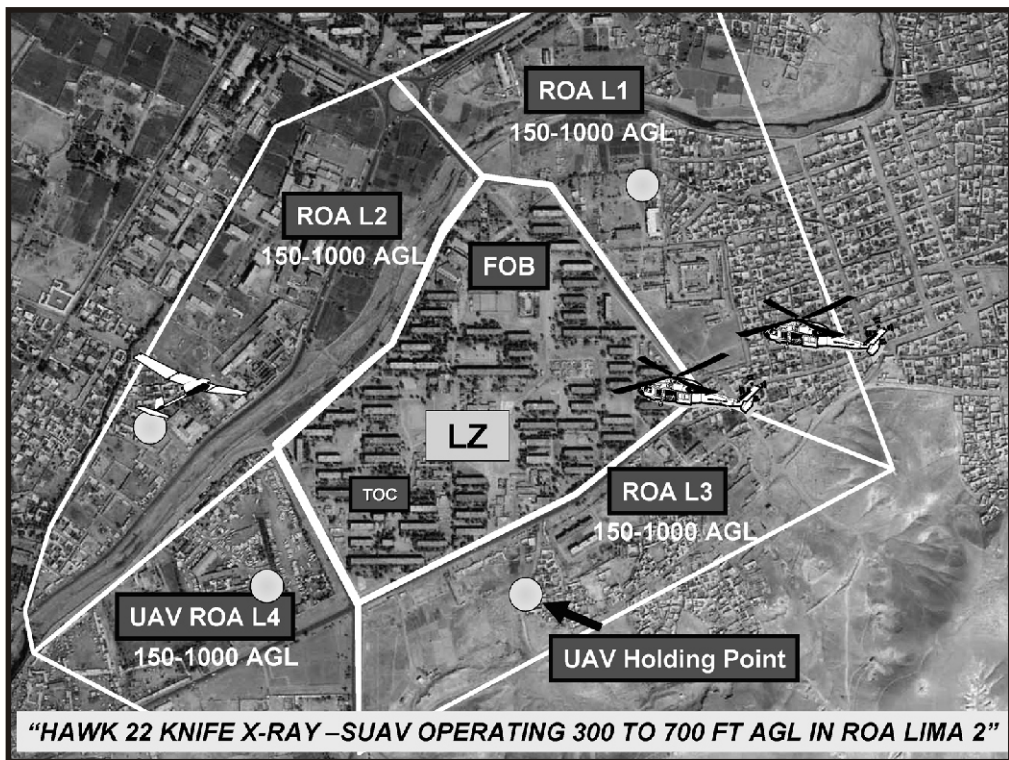 ROA L1
150-1000 AGL
ROA L2
150-1000 AGL
FOB
LZ
TOC
ROA L3
150-1000 AGL
UAV ROA L4
150-1000 AGL
UAV Holding Point
“HAWK 22 KNIFE X-RAY –SUAV OPERATING 300 TO 700 FT AGL IN ROA LIMA 2”